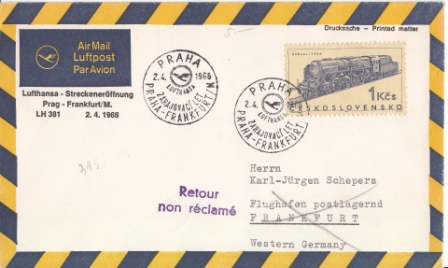 Drucksache - Printed matter
Air Mail
Luftpost
Par Avion
Lufthansa - Streckeneröffnung
Prag - Frankfurt/M.
LH 381 2. 4. 1966
PRAHA
2.4. 1966
LUFTHANSA
ZAHAJOVACÍ LET
PRAHA-FRANKFURT/M
PRAHA
2.4.
LUFTHANSA
ZAHAJOVACÍ LET
PRAHA-FRANKFURT
1 Kčs
ČESKOSLOVENSKO
Retour
non réclamé
Herrn
Karl-Jürgen Schepers
Flughafen postlagernd
FRANKFURT
Western Germany